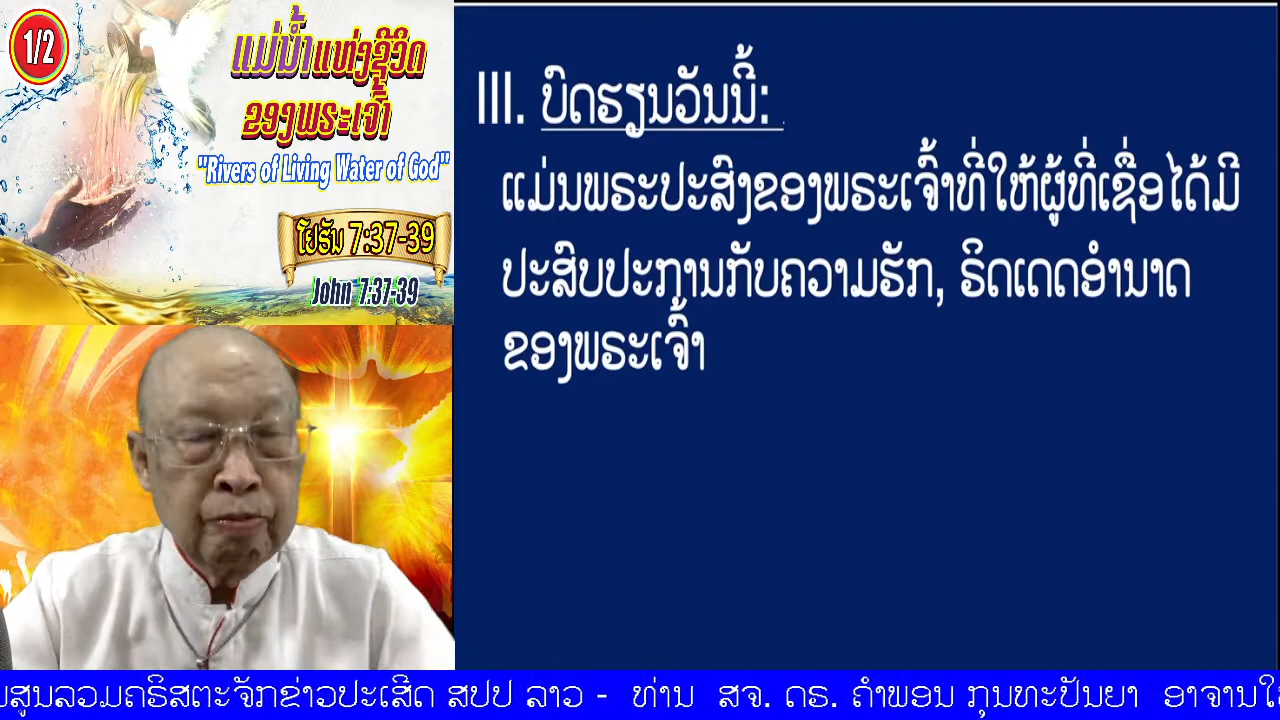 1/2
ແມ່ນ້ຳແຫ່ງຊີວິດ
ຂອງພຣະເຈົ້າ
"Rivers of Living Water of God"
ໂຢຮັນ 7:37-39
John 7:37-39
III. ບົດຮຽນວັນນີ້:
ແມ່ນພຣະປະສົງຂອງພຣະເຈົ້າທີ່ໃຫ້ຜູ້ທີ່ເຊື່ອໄດ້ມີ
ປະສົບປະການກັບຄວາມຮັກ, ຣິດເດດອຳນາດ
ຂອງພຣະເຈົ້າ
ສູນລວມຄຣິສຕະຈັກຂ່າວປະເສີດ ສປປ ລາວ - ທ່ານ ສຈ. ດຣ. ຄຳພອນ ກຸນທະປັນຍາ ອາຈານ